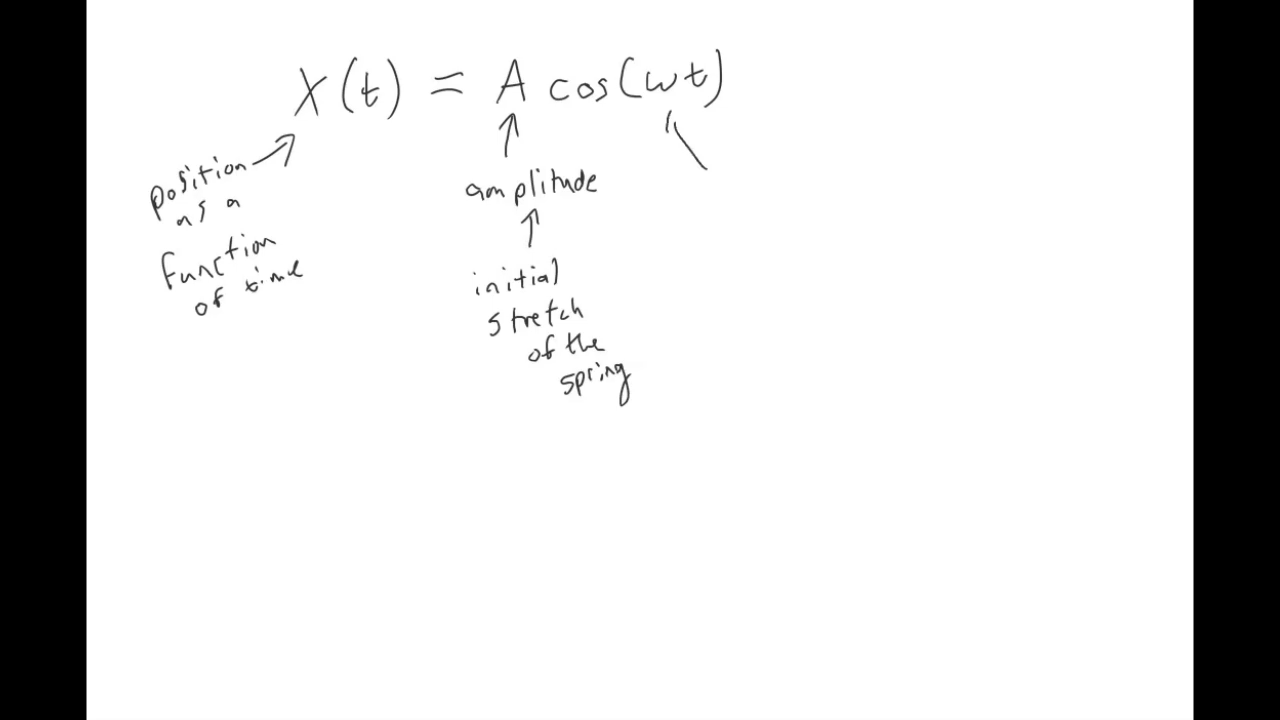 X(t) = A cos(ωt)
position
as a
function
of time
amplitude
initial
stretch
of the
spring